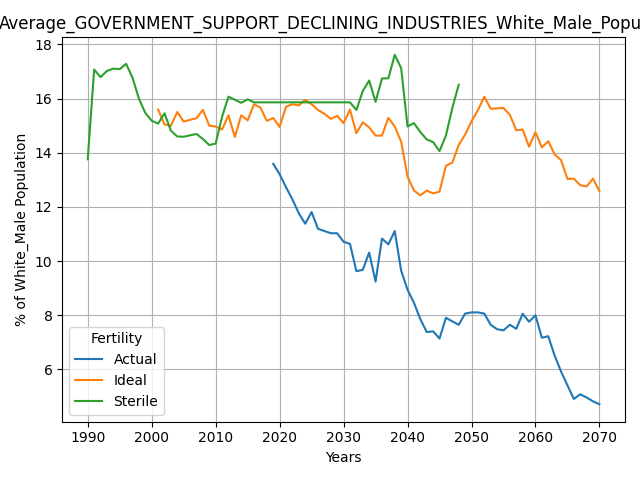 Average_GOVERNMENT_SUPPORT_DECLINING_INDUSTRIES_White_Male_Popu
18
16
14
12
10
8
6
% of White_Male Population
Fertility
Actual
Ideal
Sterile
1990 2000 2010 2020 2030 2040 2050 2060 2070
Years